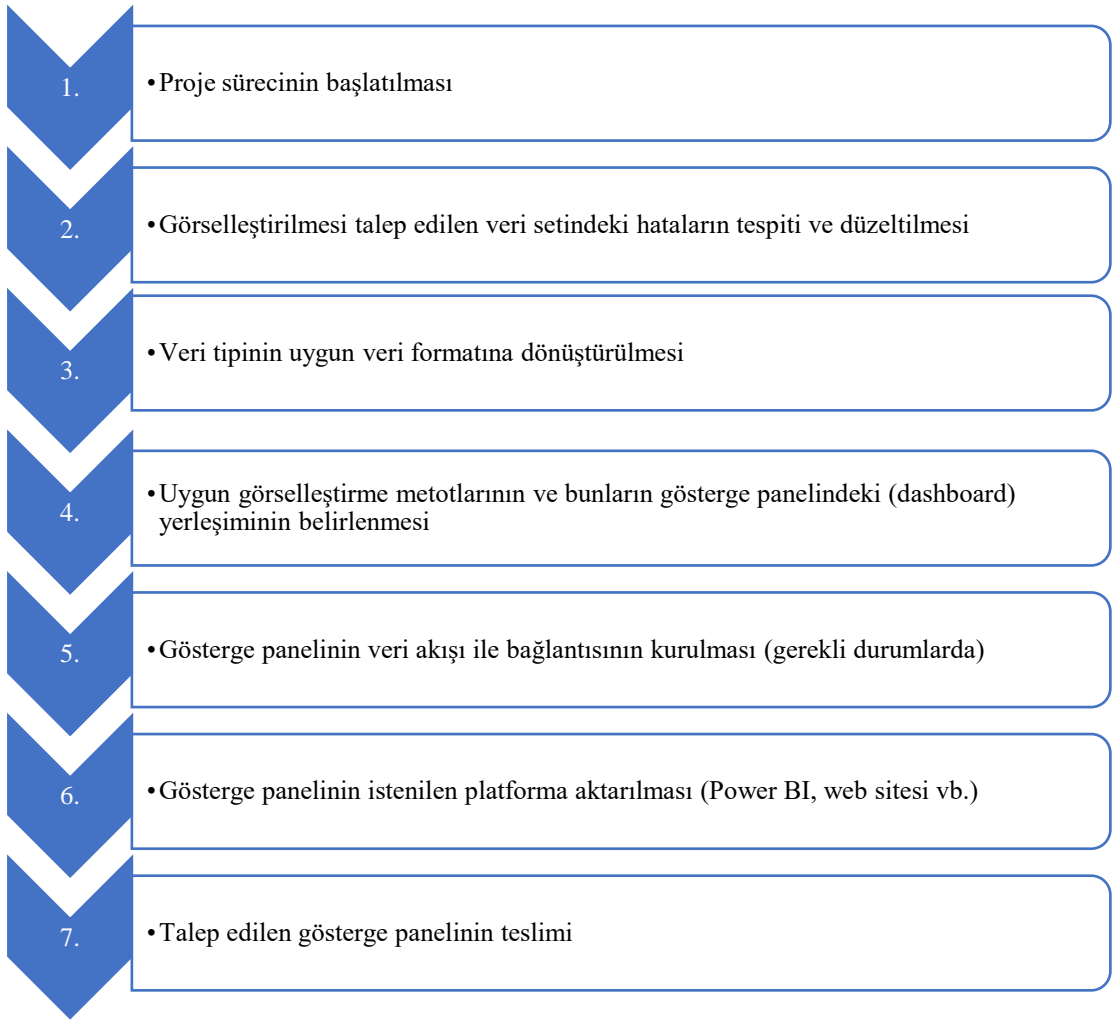 1.
•Proje sürecinin başlatılması
2.
•Görselleştirilmesi talep edilen veri setindeki hataların tespiti ve düzeltilmesi
3.
•Veri tipinin uygun veri formatına dönüştürülmesi
4.
•Uygun görselleştirme metotlarının ve bunların gösterge panelindeki (dashboard)
yerleşiminin belirlenmesi
5.
•Gösterge panelinin veri akışı ile bağlantısının kurulması (gerekli durumlarda)
6.
•Gösterge panelinin istenilen platforma aktarılması (Power BI, web sitesi vb.)
7.
•Talep edilen gösterge panelinin teslimi